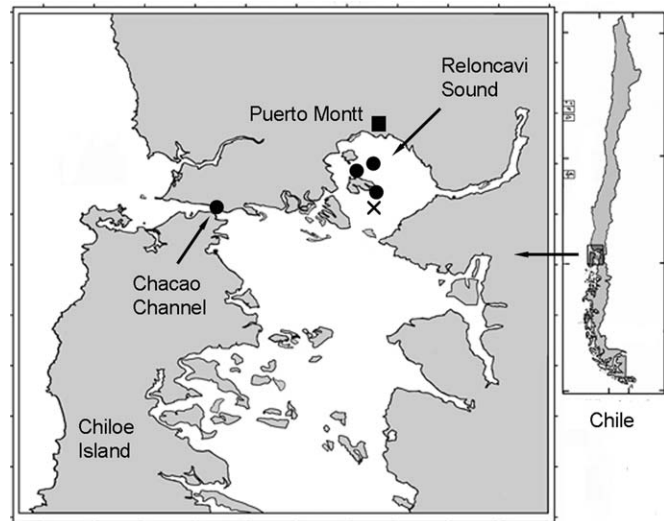 Reloncavi
Sound
Puerto Montt
Chacao
Channel
Chiloe
Island
Chile